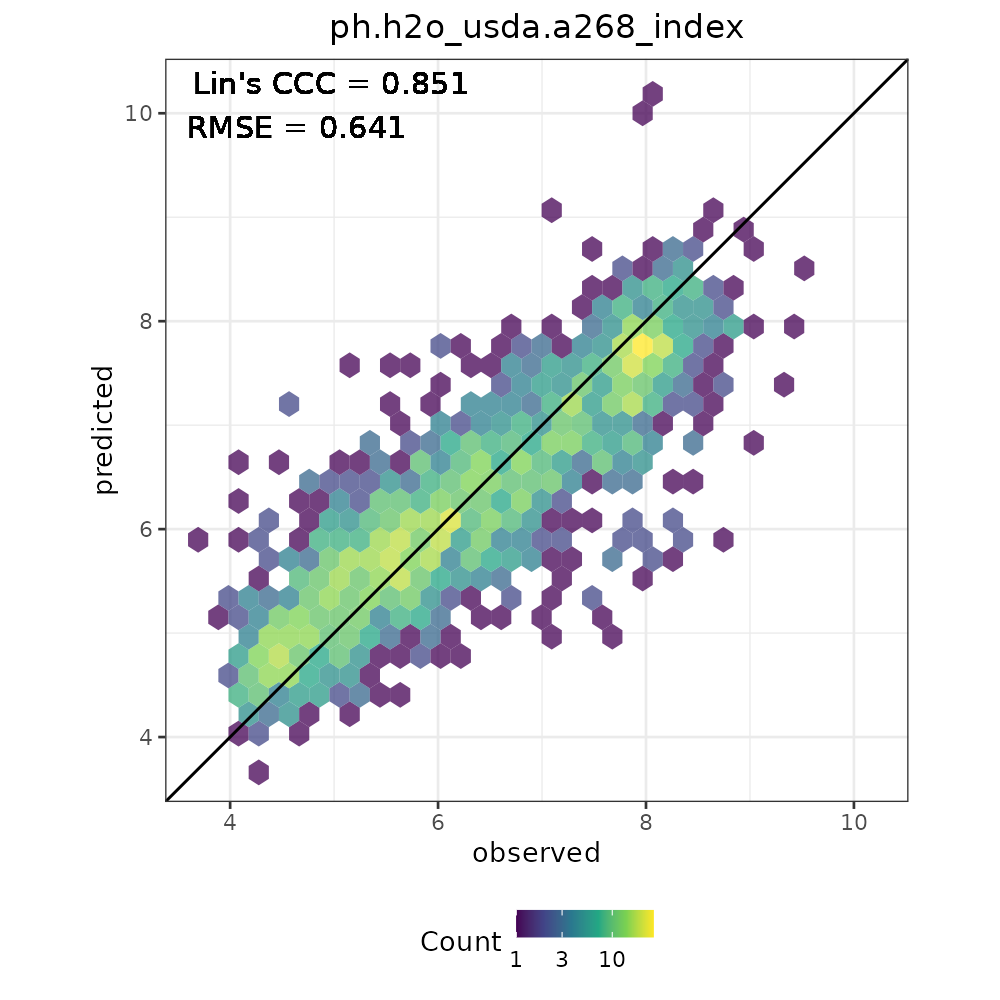 ph.h2o_usda.a268_index
Lin's CCC = 0.851
RMSE = 0.641
10
8
6
4
predicted
4 6 8 10
observed
Count
1 3 10